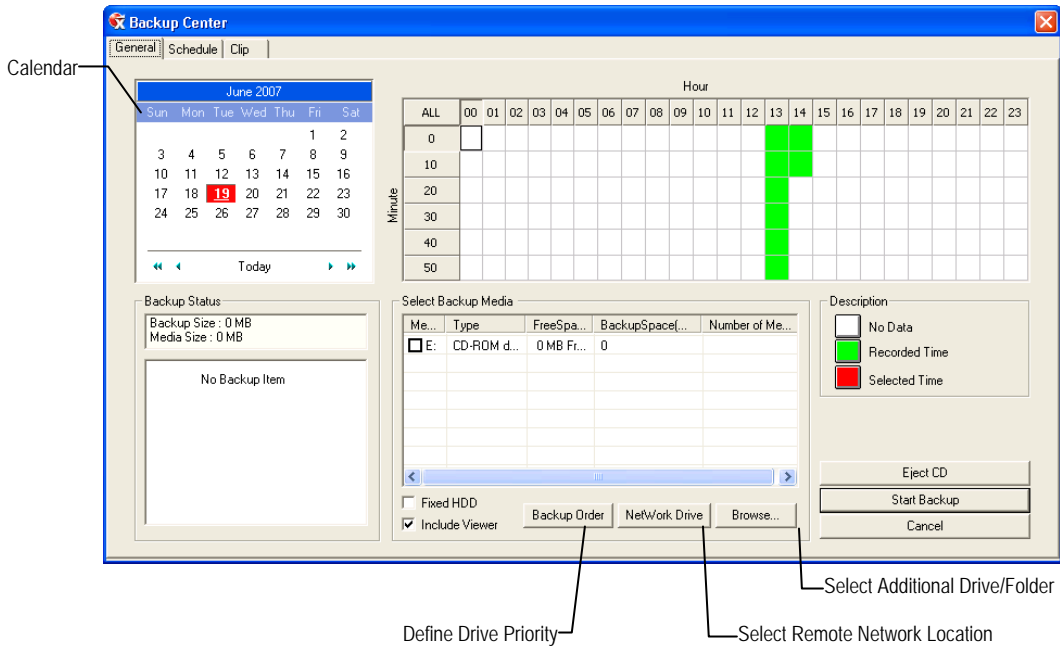 Backup Center
General Schedule Clip
Calendar
June 2007
Sun Mon Tue Wed Thu Fri Sat
1 2
3 4 5 6 7 8 9
10 11 12 13 14 15 16
17 18 19 20 21 22 23
24 25 26 27 28 29 30
Today
Hour
ALL 00 01 02 03 04 05 06 07 08 09 10 11 12 13 14 15 16 17 18 19 20 21 22 23
Minute
0
10
20
30
40
50
Backup Status
Backup Size : 0 MB
Media Size : 0 MB
No Backup Item
Select Backup Media
Me... Type FreeSpa... BackupSpace(... Number of Me...
E: CD-ROM d... 0 MB Fr... 0
Fixed HDD
Include Viewer
Backup Order NetWork Drive Browse...
Description
No Data
Recorded Time
Selected Time
Eject CD
Start Backup
Cancel
Select Additional Drive/Folder
Define Drive Priority
Select Remote Network Location